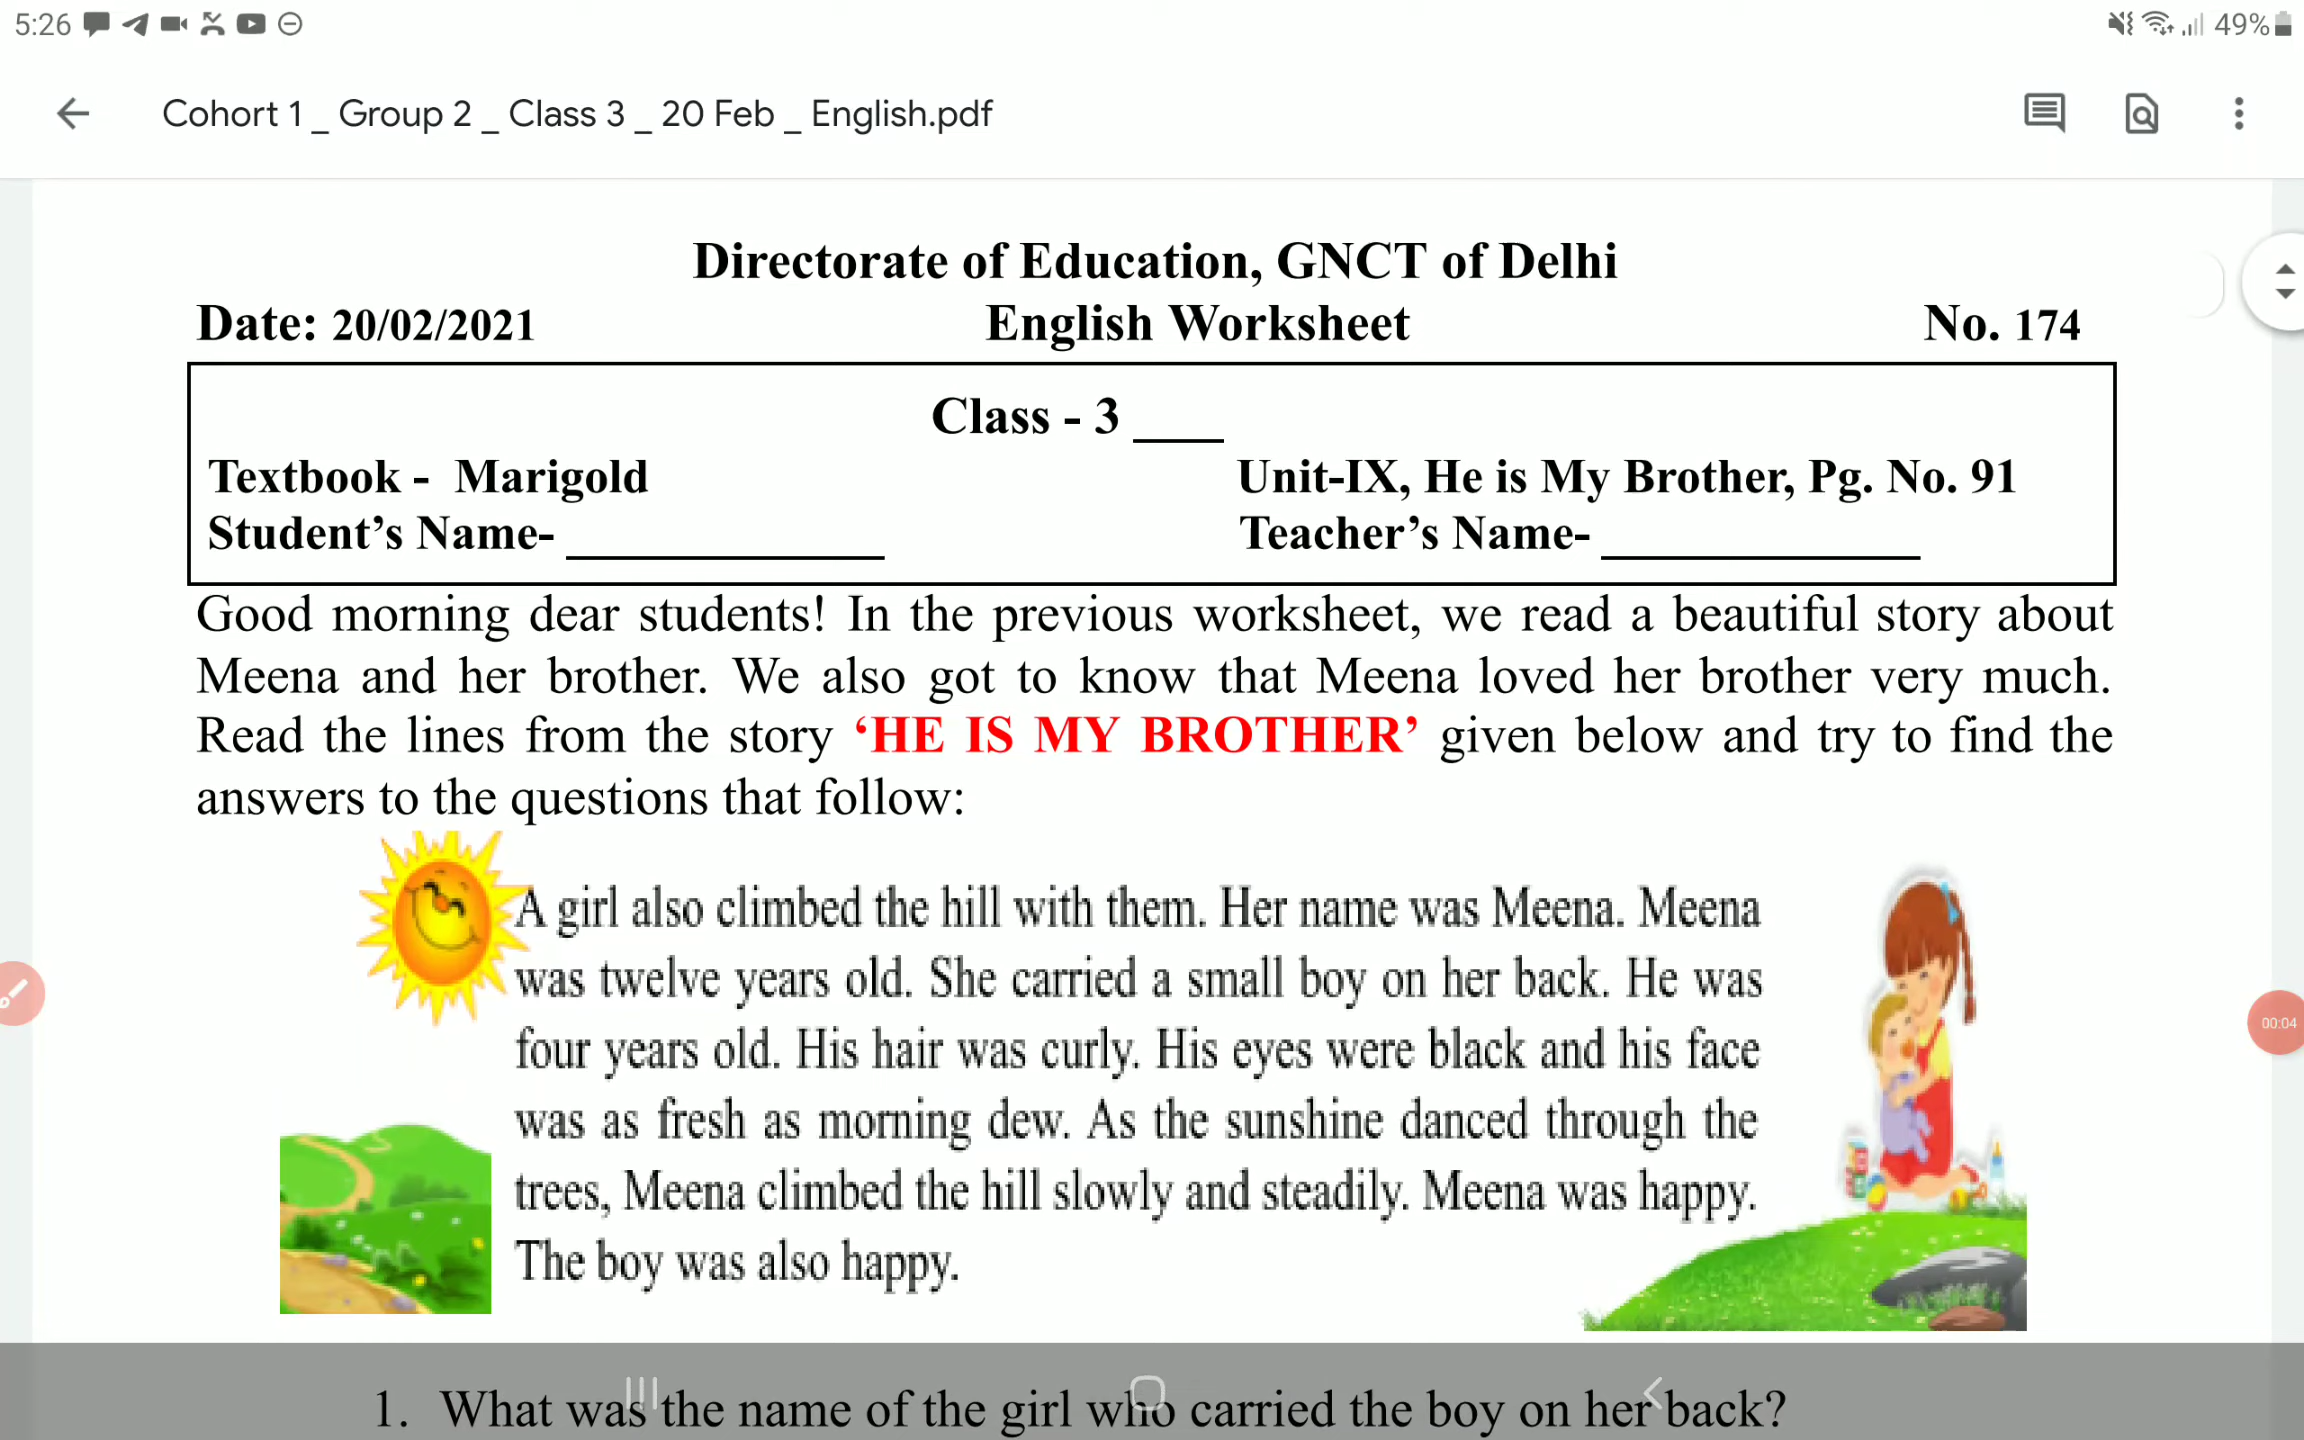 5:26
49%
Cohort 1 _ Group 2 _ Class 3 _ 20 Feb _ English.pdf
Directorate of Education, GNCT of Delhi
Date: 20/02/2021 English Worksheet No. 174
Class - 3 ____
Textbook - Marigold Unit-IX, He is My Brother, Pg. No. 91
Student’s Name- ______________ Teacher’s Name- ______________
Good morning dear students! In the previous worksheet, we read a beautiful story about
Meena and her brother. We also got to know that Meena loved her brother very much.
Read the lines from the story ‘HE IS MY BROTHER’ given below and try to find the
answers to the questions that follow:
A girl also climbed the hill with them. Her name was Meena. Meena
was twelve years old. She carried a small boy on her back. He was
four years old. His hair was curly. His eyes were black and his face
was as fresh as morning dew. As the sunshine danced through the
trees, Meena climbed the hill slowly and steadily. Meena was happy.
The boy was also happy.
00:04
1. What was the name of the girl who carried the boy on her back?